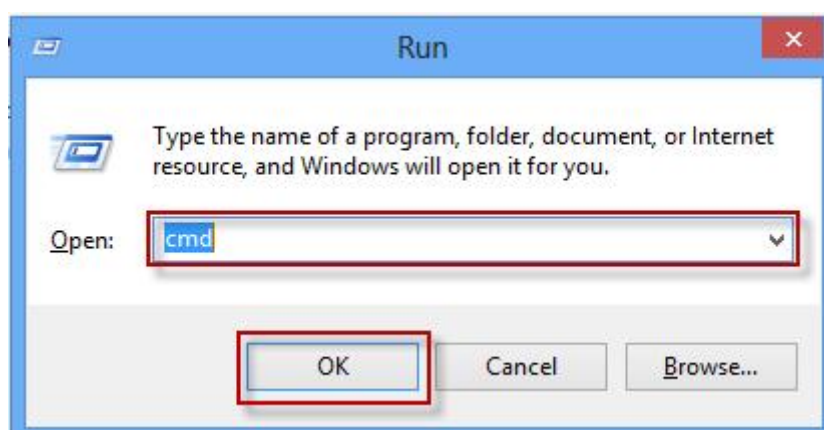 Run
Type the name of a program, folder, document, or Internet
resource, and Windows will open it for you.
Open: cmd
OK Cancel Browse...